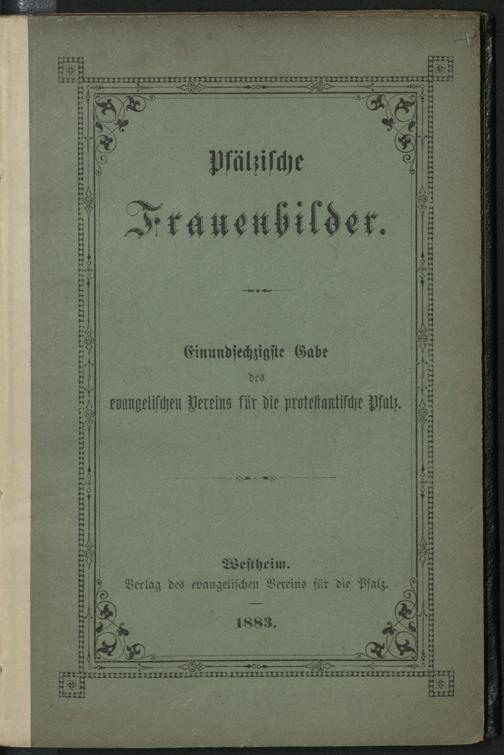 Pfälzische
Frauenbilder.
Einundsechzigste Gabe
des
evangelischen Vereins für die protestantische Pfalz.
Westheim.
Verlag des evangelischen Vereins für die Pfalz.
1883.